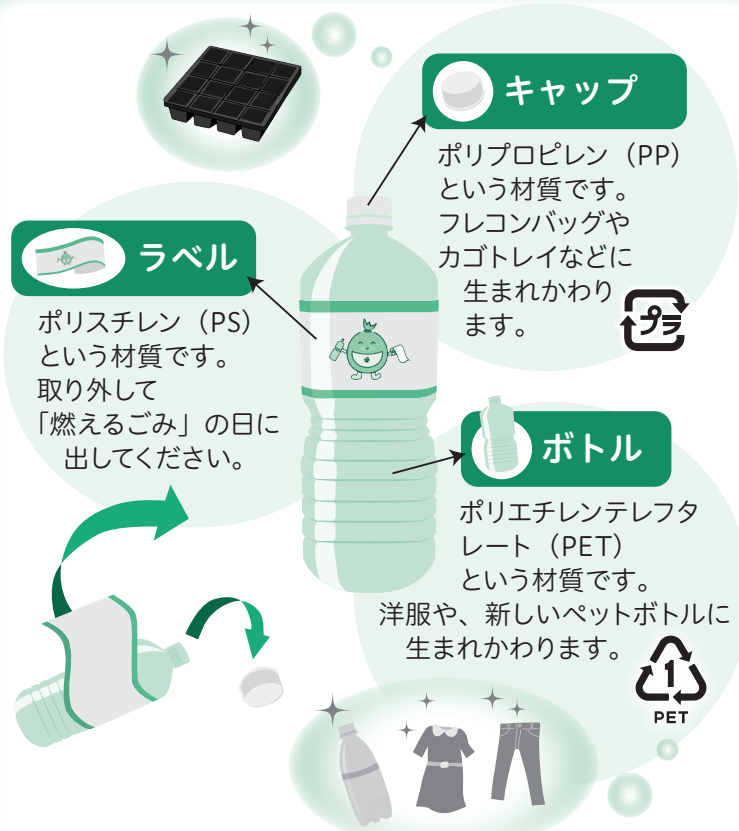 キャップ
ポリプロピレン（PP）
という材質です。
フレコンバッグや
カゴトレイなどに
生まれかわり
ます。
プラ
ラベル
ポリスチレン（PS）
という材質です。
取り外して
「燃えるごみ」の日に
出してください。
ボトル
ポリエチレンテレフタ
レート（PET）
という材質です。
洋服や、新しいペットボトルに
生まれかわります。
1
PET